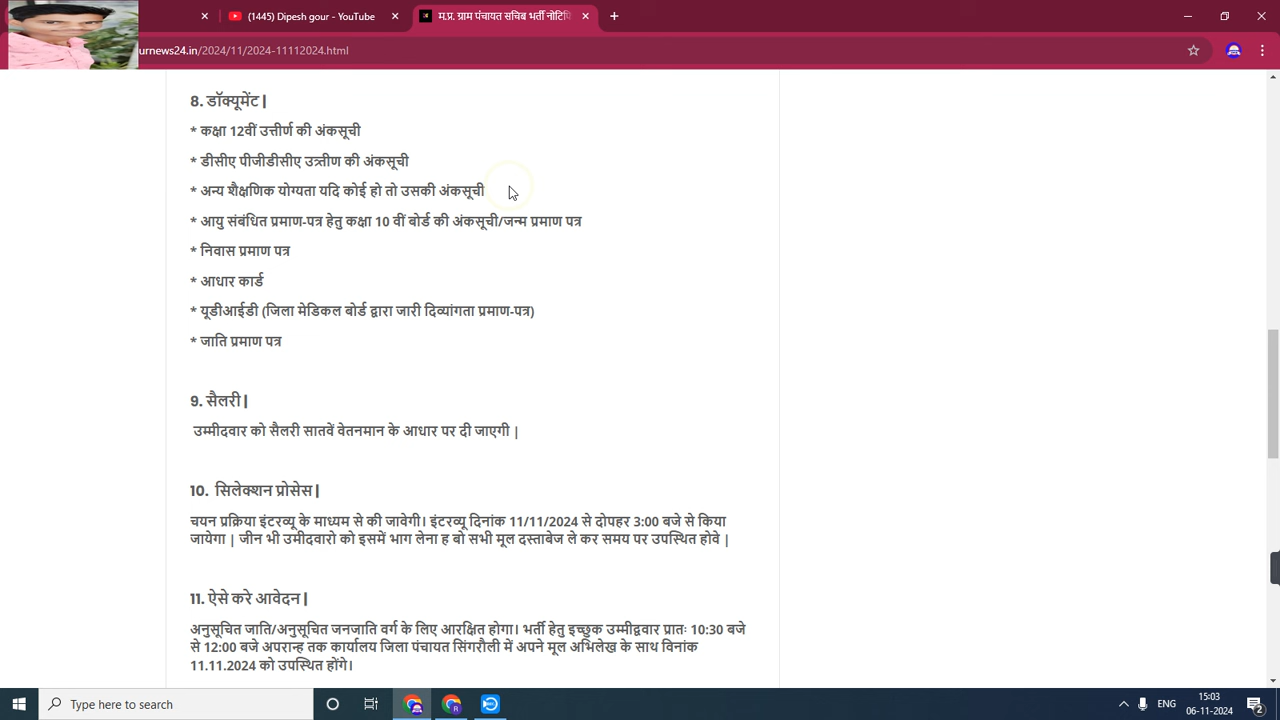 (1445) Dipesh gour - YouTube
म.प्र. ग्राम पंचायत सचिब भर्ती नोटिफि
urnews24.in/2024/11/2024-11112024.html
8. डॉक्यूमेंट|
* कक्षा 12वीं उत्तीर्ण की अंकसूची
* डीसीए पीजीडीसीए उत्र्तीण की अंकसूची
* अन्य शैक्षणिक योग्यता यदि कोई हो तो उसकी अंकसूची
* आयु संबंधित प्रमाण-पत्र हेतु कक्षा 10 वीं बोर्ड की अंकसूची/जन्म प्रमाण पत्र
* निवास प्रमाण पत्र
* आधार कार्ड
* यूडीआईडी (जिला मेडिकल बोर्ड द्वारा जारी दिव्यांगता प्रमाण-पत्र)
* जाति प्रमाण पत्र
9. सैलरी|
उम्मीदवार को सैलरी सातवें वेतनमान के आधार पर दी जाएगी |
10. सिलेक्शन प्रोसेस|
चयन प्रक्रिया इंटरव्यू के माध्यम से की जावेगी। इंटरव्यू दिनांक 11/11/2024 से दोपहर 3:00 बजे से किया
जायेगा | जीन भी उमीदवारो को इसमें भाग लेना ह बो सभी मूल दस्ताबेज ले कर समय पर उपस्थित होवे |
11. ऐसे करे आवेदन|
अनुसूचित जाति/अनुसूचित जनजाति वर्ग के लिए आरक्षित होगा। भर्ती हेतु इच्छुक उम्मीद्ववार प्रातः 10:30 बजे
से 12:00 बजे अपरान्ह तक कार्यालय जिला पंचायत सिंगरौली में अपने मूल अभिलेख के साथ विनांक
11.11.2024 को उपस्थित होंगे।
Type here to search
ENG
15:03
06-11-2024
2